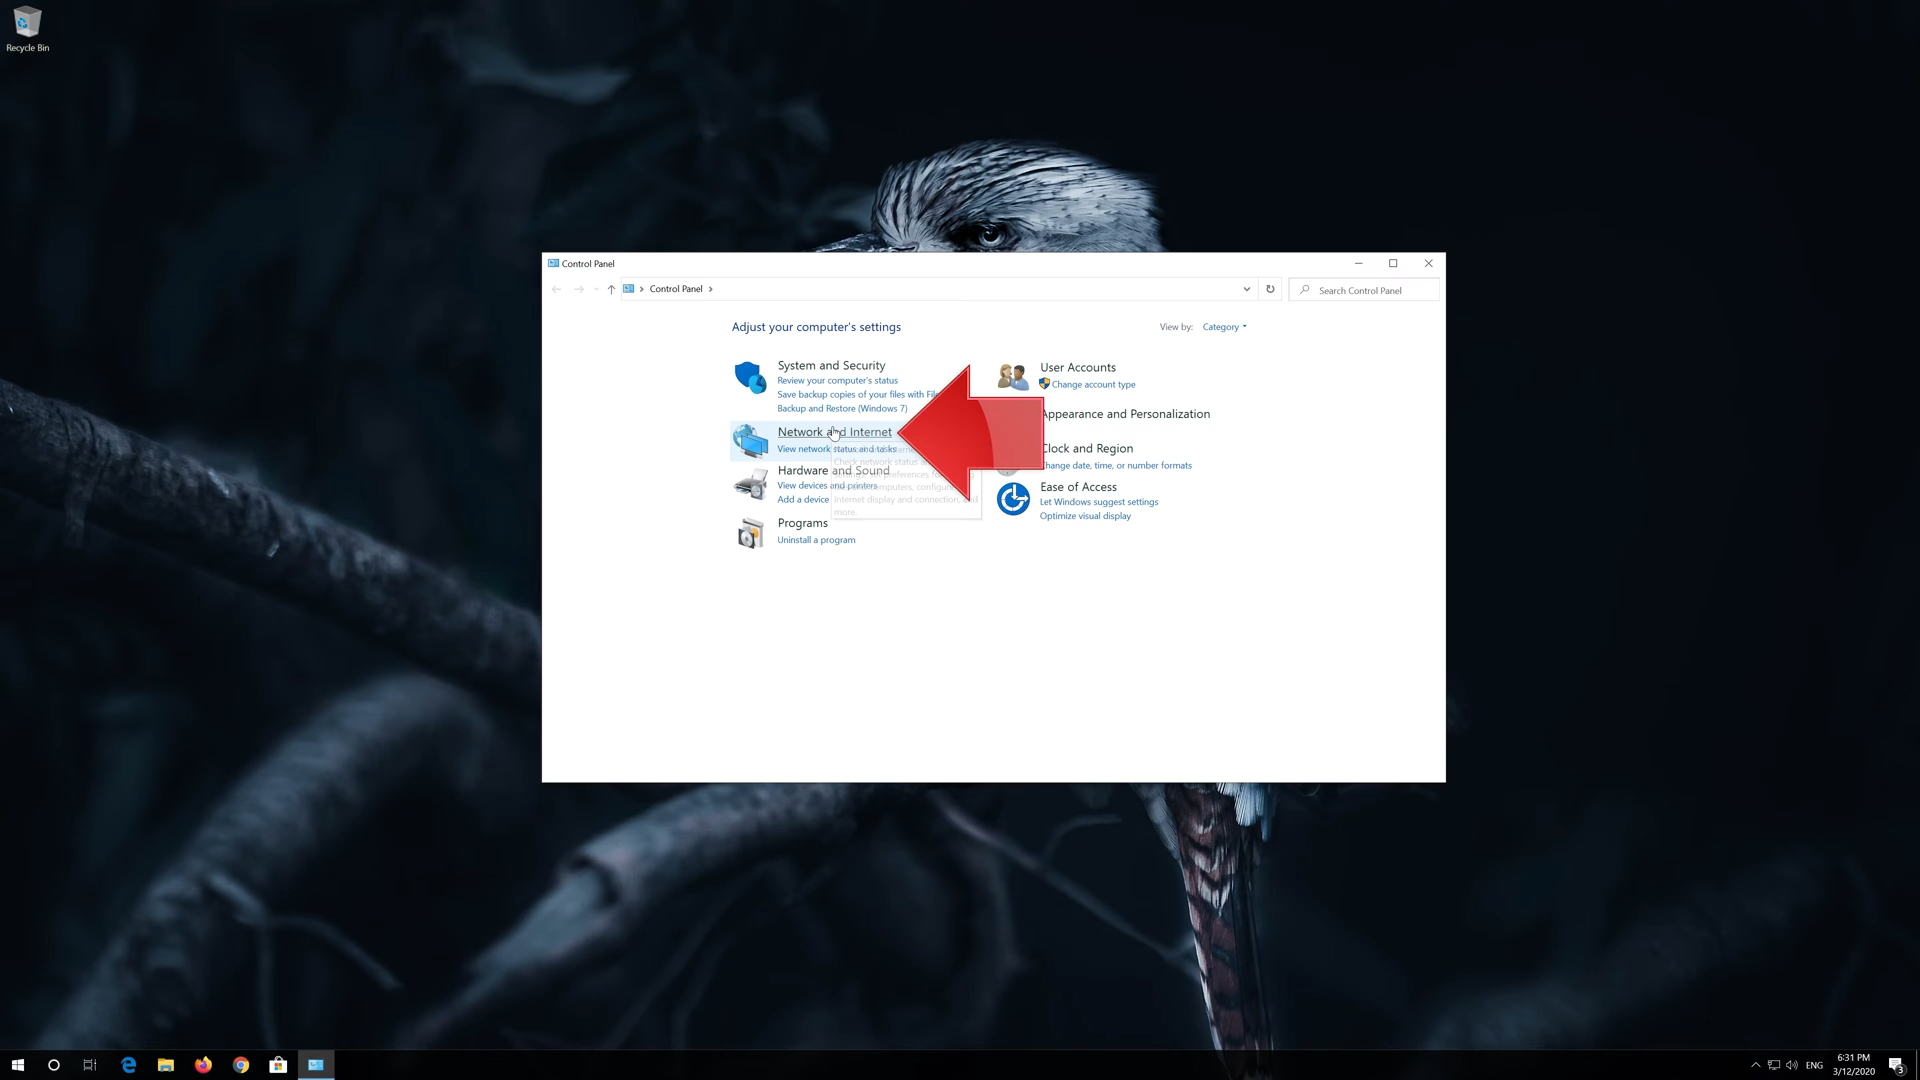 Recycle Bin
Control Panel
Control Panel
Search Control Panel
Adjust your computer's settings
View by: Category
System and Security
Review your computer's status
Save backup copies of your files with File
Backup and Restore (Windows 7)
Network and Internet
View network status and tasks
Check network status
Hardware and Sound
View devices and printers
Add a device
Internet display and connection, and
more.
Programs
Uninstall a program
User Accounts
Change account type
Appearance and Personalization
Clock and Region
Change date, time, or number formats
Ease of Access
Let Windows suggest settings
Optimize visual display
ENG
6:31 PM
3/12/2020
3